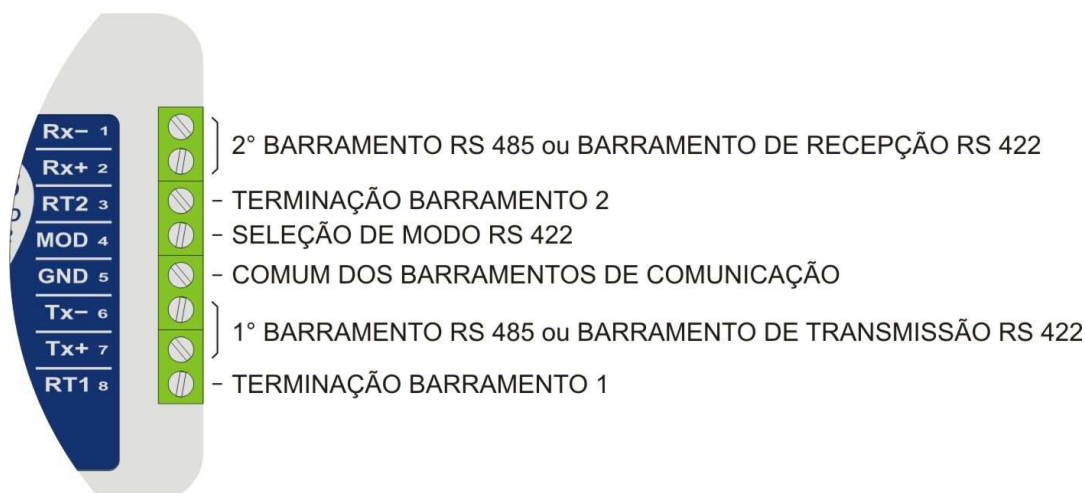 Rx− 1
Rx+ 2
2° BARRAMENTO RS 485 ou BARRAMENTO DE RECEPÇÃO RS 422
RT2 3
TERMINAÇÃO BARRAMENTO 2
MOD 4
SELEÇÃO DE MODO RS 422
GND 5
COMUM DOS BARRAMENTOS DE COMUNICAÇÃO
Tx− 6
Tx+ 7
1° BARRAMENTO RS 485 ou BARRAMENTO DE TRANSMISSÃO RS 422
RT1 8
TERMINAÇÃO BARRAMENTO 1